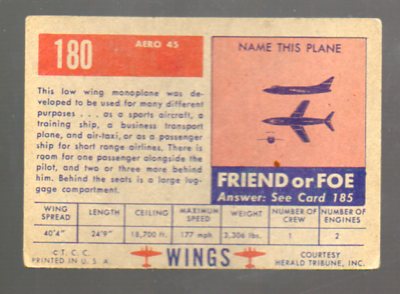 180
AERO 45
This low wing monoplane was de-
veloped to be used for many different
purposes . . . as a sports aircraft, a
training ship, a business transport
plane, and air-taxi, or as a passenger
ship for short range airlines. There is
room for one passenger alongside the
pilot, and two or three more behind
him. Behind the seats is a large lug-
gage compartment.
NAME THIS PLANE
FRIEND or FOE
Answer: See Card 185
WING SPREAD LENGTH CEILING MAXIMUM SPEED WEIGHT NUMBER OF CREW NUMBER OF ENGINES
40'4" 24'9" 18,700 ft. 177 mph 3,306 lbs. 1 2
C. T. C. C.
PRINTED IN U. S. A.
WINGS
COURTESY
HERALD TRIBUNE, INC.